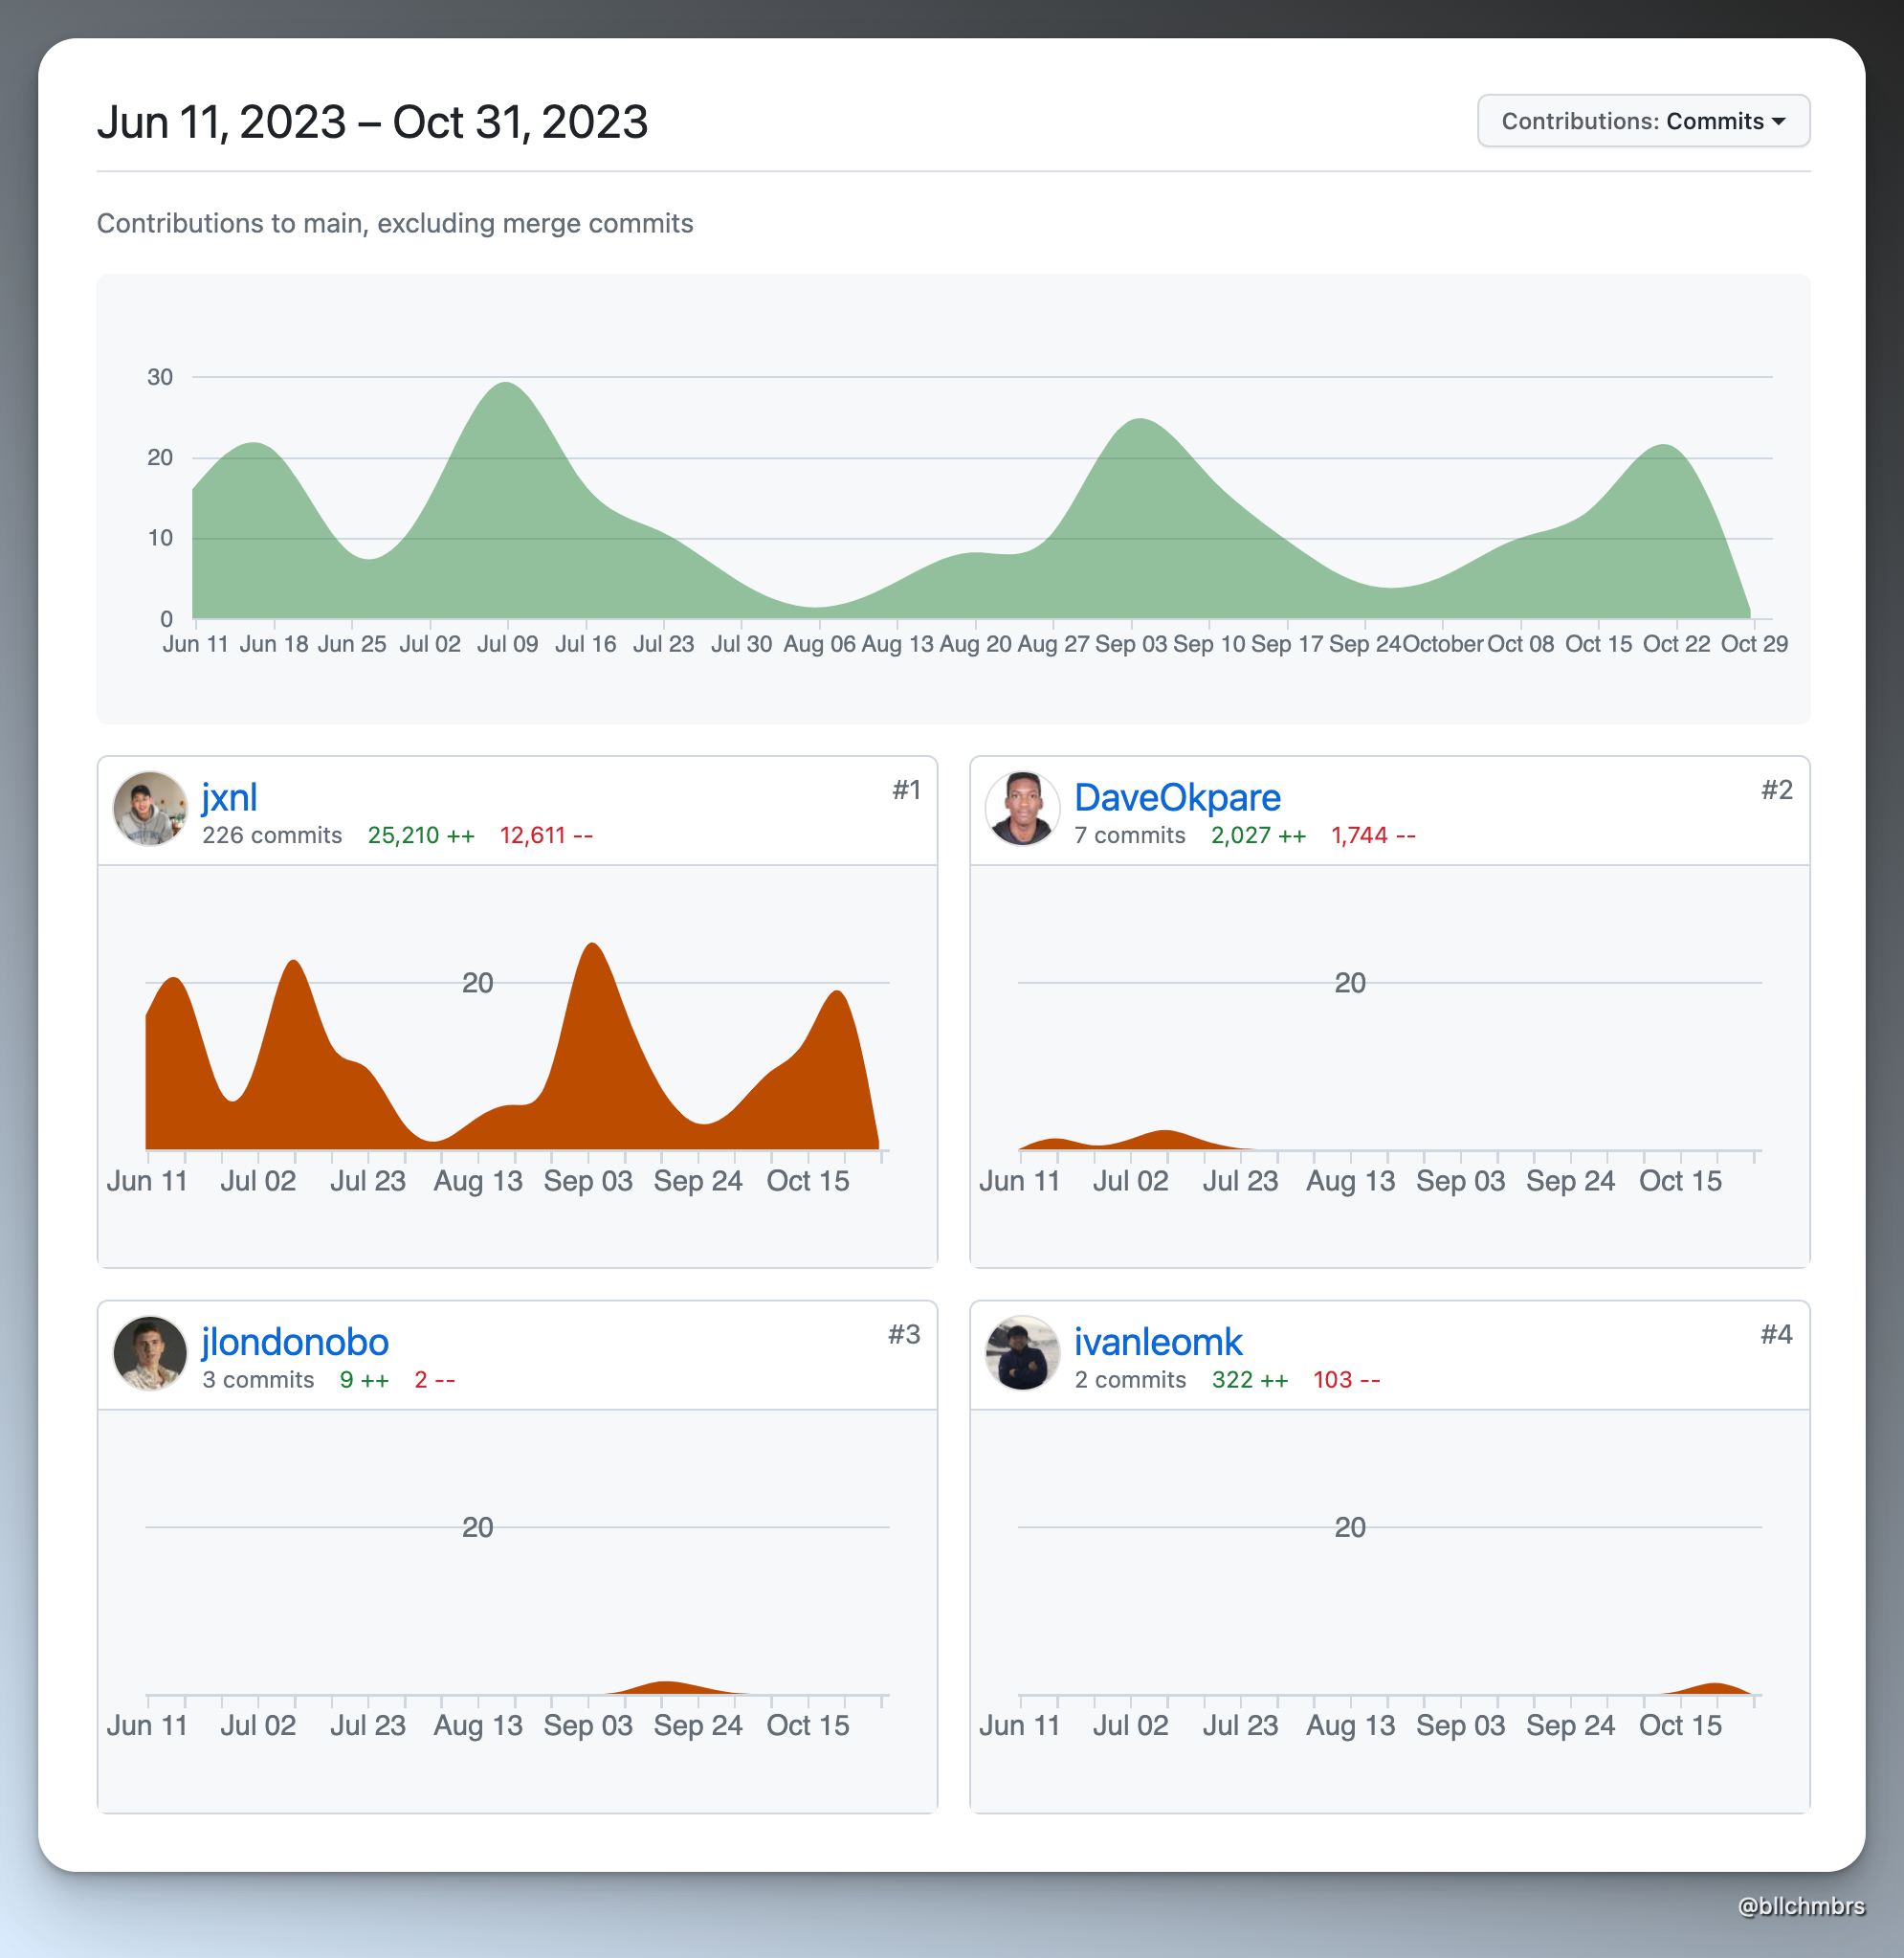 Jun 11, 2023 – Oct 31, 2023
Contributions: Commits
Contributions to main, excluding merge commits
30
20
10
0
Jun 11 Jun 18 Jun 25 Jul 02 Jul 09 Jul 16 Jul 23 Jul 30 Aug 06 Aug 13 Aug 20 Aug 27 Sep 03 Sep 10 Sep 17 Sep 24 October Oct 08 Oct 15 Oct 22 Oct 29
jxnl
#1
226 commits 25,210 ++ 12,611 --
20
Jun 11 Jul 02 Jul 23 Aug 13 Sep 03 Sep 24 Oct 15
DaveOkpare
#2
7 commits 2,027 ++ 1,744 --
20
Jun 11 Jul 02 Jul 23 Aug 13 Sep 03 Sep 24 Oct 15
jlondonobo
#3
3 commits 9 ++ 2 --
20
Jun 11 Jul 02 Jul 23 Aug 13 Sep 03 Sep 24 Oct 15
ivanleomk
#4
2 commits 322 ++ 103 --
20
Jun 11 Jul 02 Jul 23 Aug 13 Sep 03 Sep 24 Oct 15
@bllchmbrs